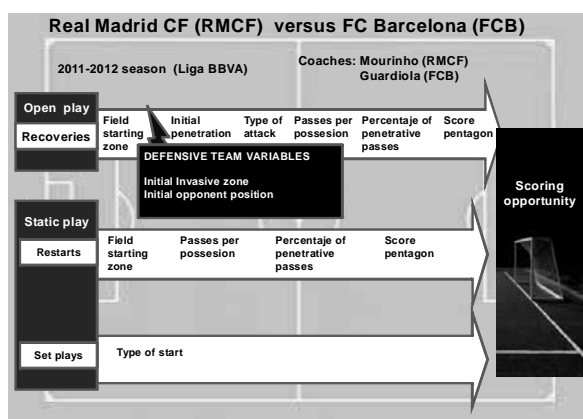 Real Madrid CF (RMCF) versus FC Barcelona (FCB)
2011-2012 season (Liga BBVA)
Coaches: Mourinho (RMCF)
Guardiola (FCB)
Open play
Recoveries
Field
starting
zone
Initial
penetration
Type of
attack
Passes per
possesion
Percentaje of
penetrative
passes
Score
pentagon
DEFENSIVE TEAM VARIABLES
Initial Invasive zone
Initial opponent position
Scoring
opportunity
Static play
Restarts
Field
starting
zone
Passes per
possesion
Percentaje of
penetrative
passes
Score
pentagon
Set plays
Type of start